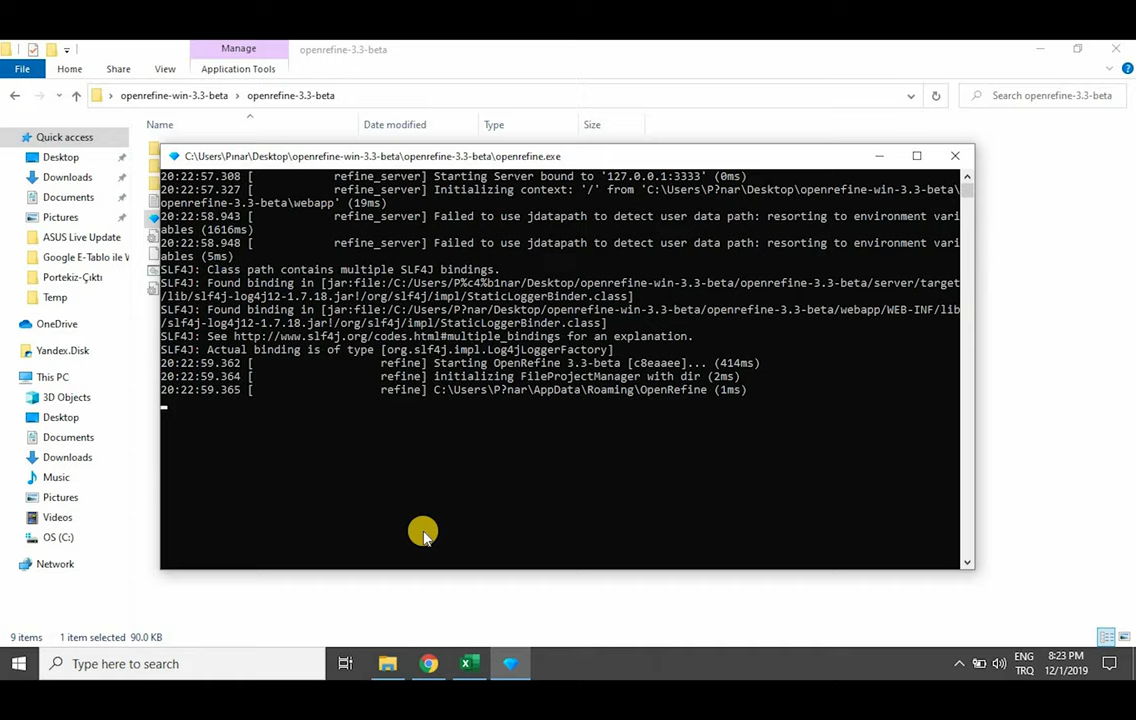 Manage
openrefine-3.3-beta
File
Home
Share
View
Application Tools
openrefine-win-3.3-beta
openrefine-3.3-beta
Search openrefine-3.3-beta
Name
Date modified
Type
Size
Quick access
Desktop
Downloads
Documents
Pictures
ASUS Live Update
Google E-Tablo ile V
Portekiz-Çıktı
Temp
OneDrive
Yandex.Disk
This PC
3D Objects
Desktop
Documents
Downloads
Music
Pictures
Videos
OS (C:)
Network
C:\Users\Pınar\Desktop\openrefine-win-3.3-beta\openrefine-3.3-beta\openrefine.exe
20:22:57.308 [ refine_server] Starting Server bound to '127.0.0.1:3333' (0ms)
20:22:57.327 [ refine_server] Initializing context: '/' from 'C:\Users\P?nar\Desktop\openrefine-win-3.3-beta\
openrefine-3.3-beta\webapp' (19ms)
20:22:58.943 [ refine_server] Failed to use jdatapath to detect user data path: resorting to environment vari
ables (1616ms)
20:22:58.948 [ refine_server] Failed to use jdatapath to detect user data path: resorting to environment vari
ables (5ms)
SLF4J: Class path contains multiple SLF4J bindings.
SLF4J: Found binding in [jar:file:/C:/Users/P%c4%b1nar/Desktop/openrefine-win-3.3-beta/openrefine-3.3-beta/server/target
/lib/slf4j-log4j12-1.7.18.jar!/org/slf4j/impl/StaticLoggerBinder.class]
SLF4J: Found binding in [jar:file:/C:/Users/P?nar/Desktop/openrefine-win-3.3-beta/openrefine-3.3-beta/webapp/WEB-INF/lib
/slf4j-log4j12-1.7.18.jar!/org/slf4j/impl/StaticLoggerBinder.class]
SLF4J: See http://www.slf4j.org/codes.html#multiple_bindings for an explanation.
SLF4J: Actual binding is of type [org.slf4j.impl.Log4jLoggerFactory]
20:22:59.362 [ refine] Starting OpenRefine 3.3-beta [c8eaaee]... (414ms)
20:22:59.364 [ refine] initializing FileProjectManager with dir (2ms)
20:22:59.365 [ refine] C:\Users\P?nar\AppData\Roaming\OpenRefine (1ms)
9 items
1 item selected 90.0 KB
Type here to search
ENG
TRQ
8:23 PM
12/1/2019